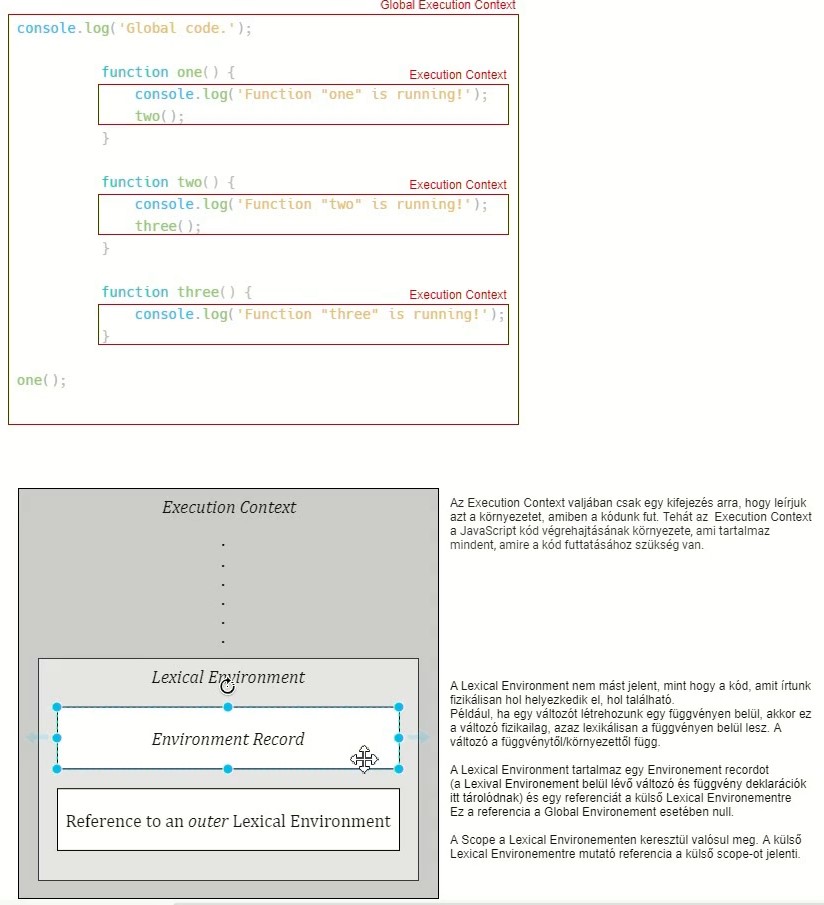 Global Execution Context
console.log('Global code.');
function one() {
Execution Context
console.log('Function "one" is running!');
two();
}
function two() {
Execution Context
console.log('Function "two" is running!');
three();
}
function three() {
Execution Context
console.log('Function "three" is running!');
}
one();
Execution Context
Az Execution Context valjában csak egy kifejezés arra, hogy leírjuk
azt a környezetet, amiben a kódunk fut. Tehát az Execution Context
a JavaScript kód végrehajtásának környezete, ami tartalmaz
mindent, amire a kód futtatásához szükség van.
Lexical Environment
Environment Record
Reference to an outer Lexical Environment
A Lexical Environment nem mást jelent, mint hogy a kód, amit írtunk
fizikálisan hol helyezkedik el, hol található.
Például, ha egy változót létrehozunk egy függvényen belül, akkor ez
a változó fizikailag, azaz lexikálisan a függvényen belül lesz. A
változó a függvénytől/környezettől függ.
A Lexical Environment tartalmaz egy Environement recordot
(a Lexival Environement belül lévő változó és függvény deklarációk
itt tárolódnak) és egy referenciát a külső Lexical Environementre
Ez a referencia a Global Environement esetében null.
A Scope a Lexical Environementen keresztül valósul meg. A külső
Lexical Environementre mutató referencia a külső scope-ot jelenti.